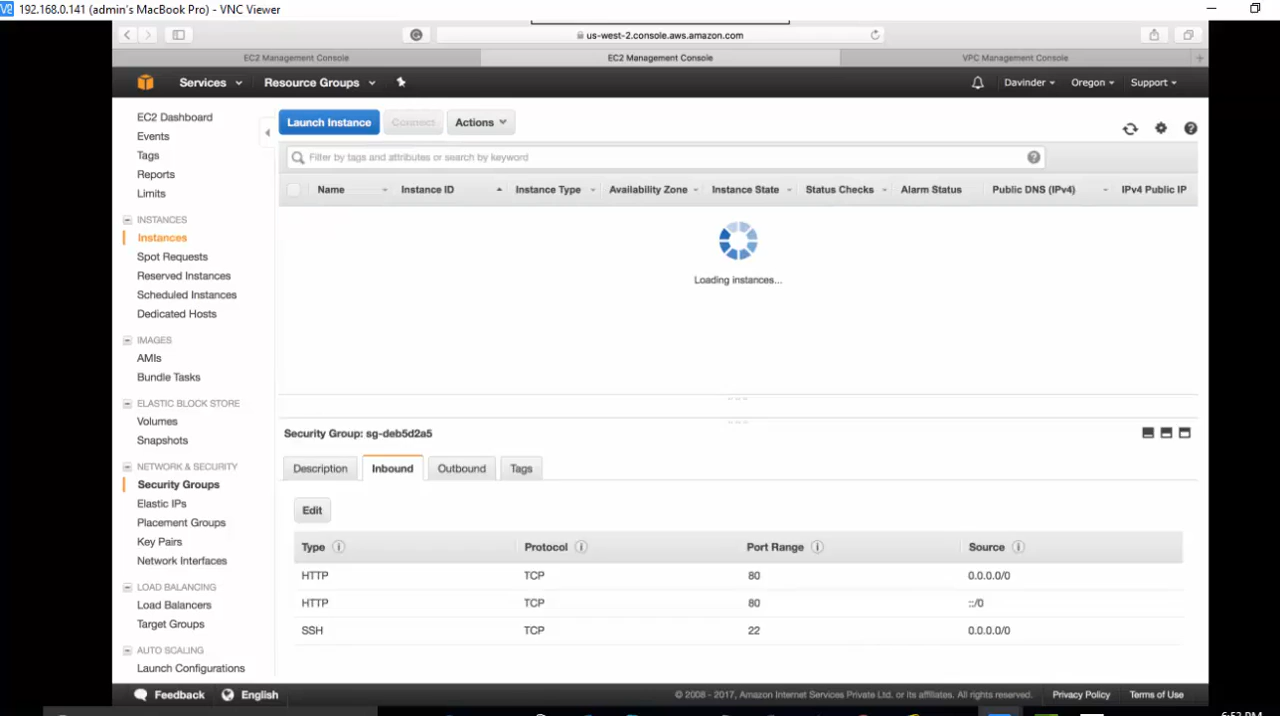 192.168.0.141 (admin's MacBook Pro) - VNC Viewer
us-west-2.console.aws.amazon.com
EC2 Management Console EC2 Management Console VPC Management Console
Services Resource Groups Davinder Oregon Support
EC2 Dashboard
Events
Tags
Reports
Limits
INSTANCES
Instances
Spot Requests
Reserved Instances
Scheduled Instances
Dedicated Hosts
IMAGES
AMIs
Bundle Tasks
ELASTIC BLOCK STORE
Volumes
Snapshots
NETWORK & SECURITY
Security Groups
Elastic IPs
Placement Groups
Key Pairs
Network Interfaces
LOAD BALANCING
Load Balancers
Target Groups
AUTO SCALING
Launch Configurations
Launch Instance Connect Actions
Filter by tags and attributes or search by keyword
Name Instance ID Instance Type Availability Zone Instance State Status Checks Alarm Status Public DNS (IPv4) IPv4 Public IP
Loading instances...
Security Group: sg-deb5d2a5
Description Inbound Outbound Tags
Edit
Type Protocol Port Range Source
HTTP TCP 80 0.0.0.0/0
HTTP TCP 80 ::/0
SSH TCP 22 0.0.0.0/0
Feedback English © 2008 - 2017, Amazon Internet Services Private Ltd. or its affiliates. All rights reserved. Privacy Policy Terms of Use
6:52 PM